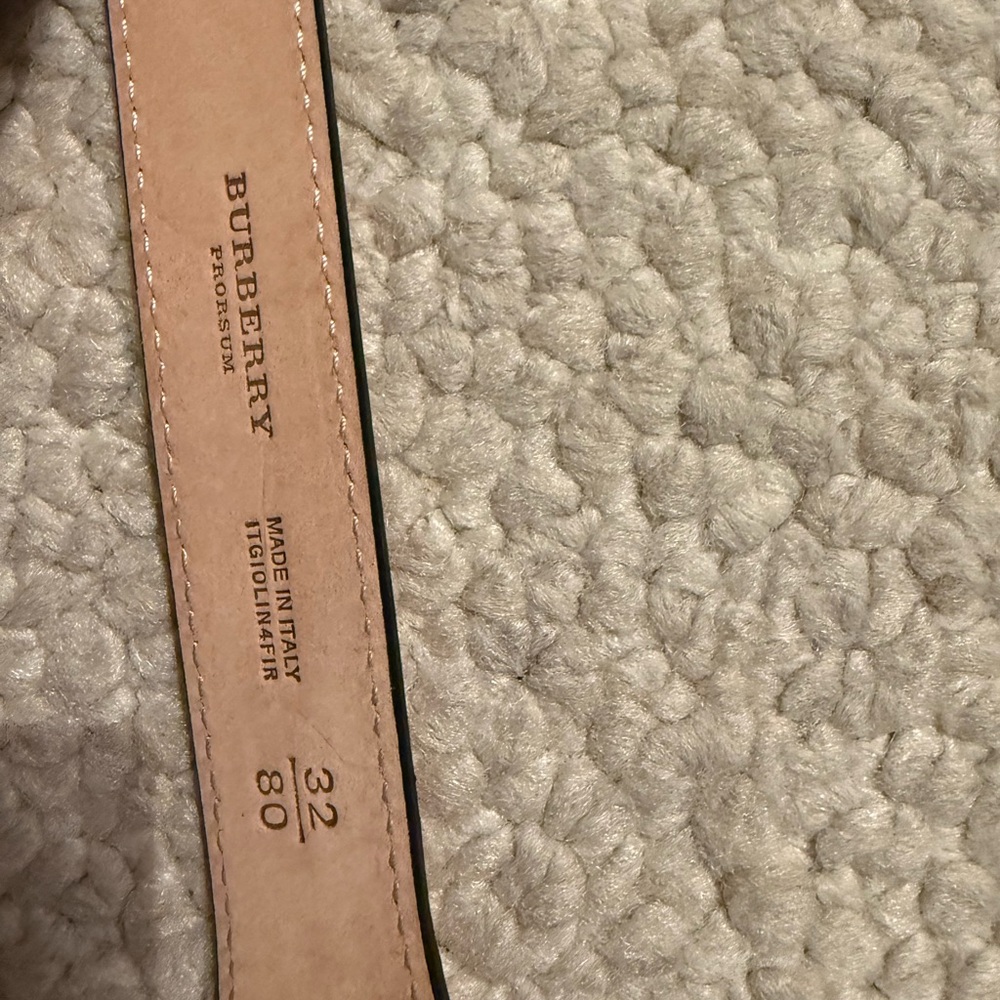 BURBERRY
PRORSUM
MADE IN ITALY
ITGIOLIN4FIR
32
80